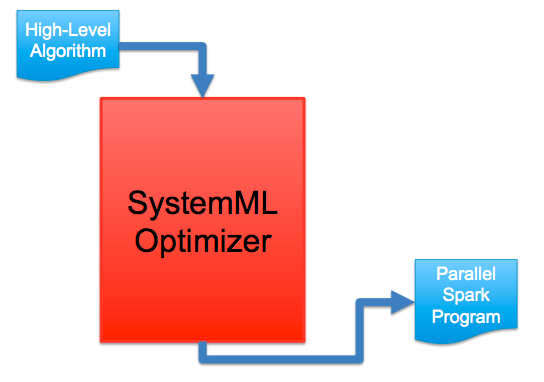 High-Level
Algorithm
SystemML
Optimizer
Parallel
Spark
Program